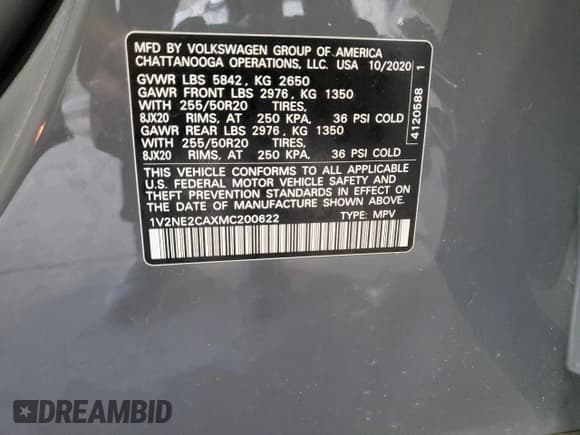 MFD BY VOLKSWAGEN GROUP OF AMERICA
CHATTANOOGA OPERATIONS, LLC. USA 10/2020
GVWR LBS 5842, KG 2650
GAWR FRONT LBS 2976, KG 1350
WITH 255/50R20 TIRES,
8JX20 RIMS, AT 250 KPA, 36 PSI COLD
GAWR REAR LBS 2976, KG 1350
WITH 255/50R20 TIRES,
8JX20 RIMS, AT 250 KPA, 36 PSI COLD
THIS VEHICLE CONFORMS TO ALL APPLICABLE
U.S. FEDERAL MOTOR VEHICLE SAFETY AND
THEFT PREVENTION STANDARDS IN EFFECT ON
THE DATE OF MANUFACTURE SHOWN ABOVE.
1V2NE2CAXMC200622 TYPE: MPV
4120588 1
DREAMBID